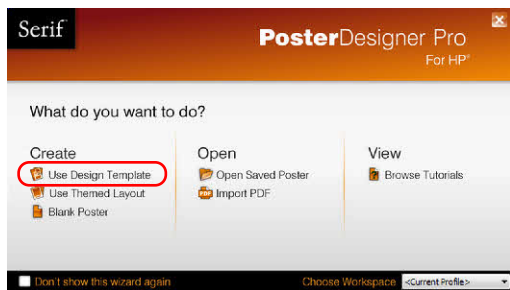 Serif
PosterDesigner Pro
For HP*
What do you want to do?
Create
Use Design Template
Use Themed Layout
Blank Poster
Open
Open Saved Poster
PDF
Import PDF
View
Browse Tutorials
Don't show this wizard again
Choose Workspace
<Current Profile>